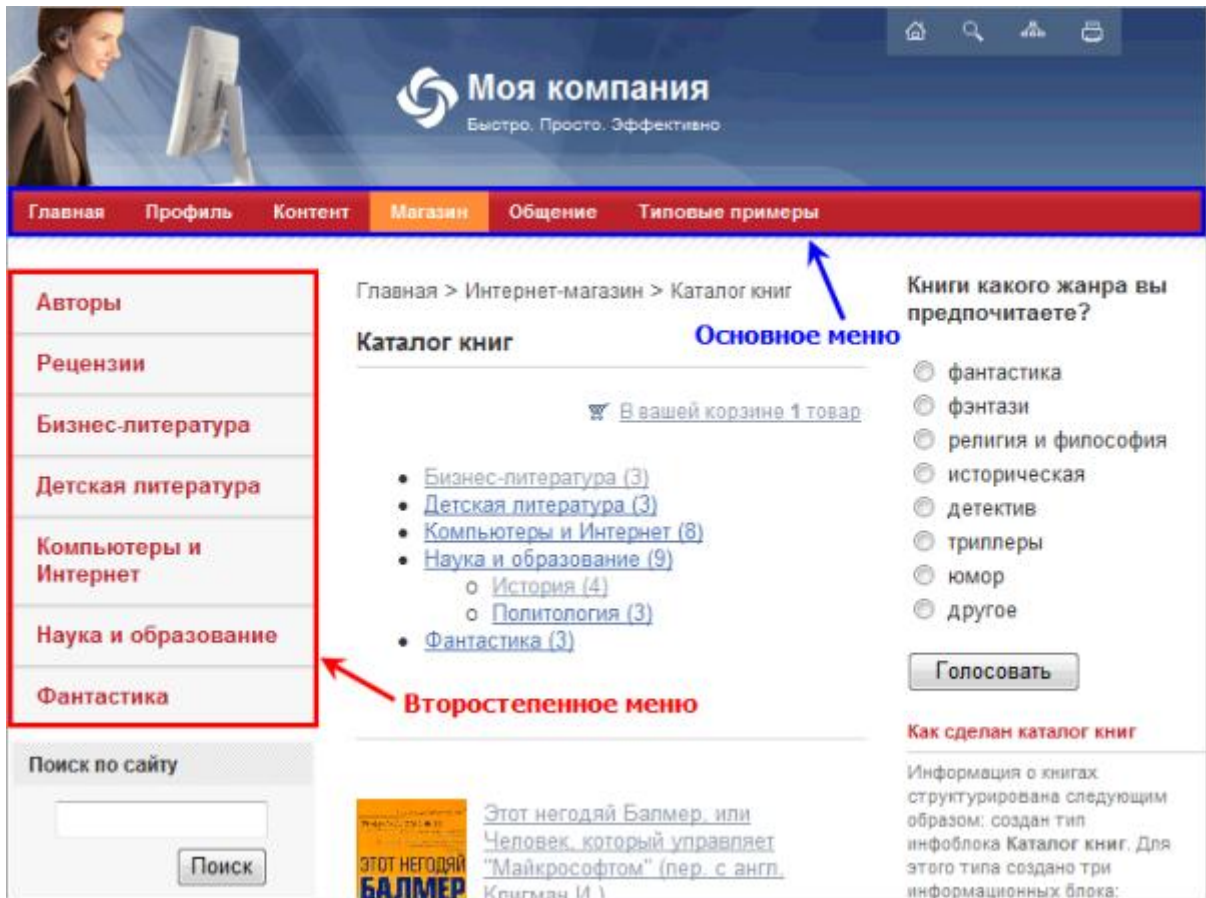 Моя компания
Быстро. Просто. Эффективно
Главная Профиль Контент Магазин Общение Типовые примеры
Авторы
Рецензии
Бизнес-литература
Детская литература
Компьютеры и
Интернет
Наука и образование
Фантастика
Второстепенное меню
Поиск по сайту
Поиск
Главная > Интернет-магазин > Каталог книг
Основное меню
Каталог книг
В вашей корзине 1 товар
Бизнес-литература (3)
Детская литература (3)
Компьютеры и Интернет (8)
Наука и образование (9)
История (4)
Политология (3)
Фантастика (3)
ЭТОТ НЕГОДЯЙ
БАЛМЕР
Этот негодяй Балмер, или
Человек, который управляет
"Майкрософтом" (пер. с англ.
Кригман И.)
Книги какого жанра вы
предпочитаете?
фантастика
фэнтази
религия и философия
историческая
детектив
триллеры
юмор
другое
Голосовать
Как сделан каталог книг
Информация о книгах
структурирована следующим
образом: создан тип
инфоблока Каталог книг. Для
этого типа создано три
информационных блока: